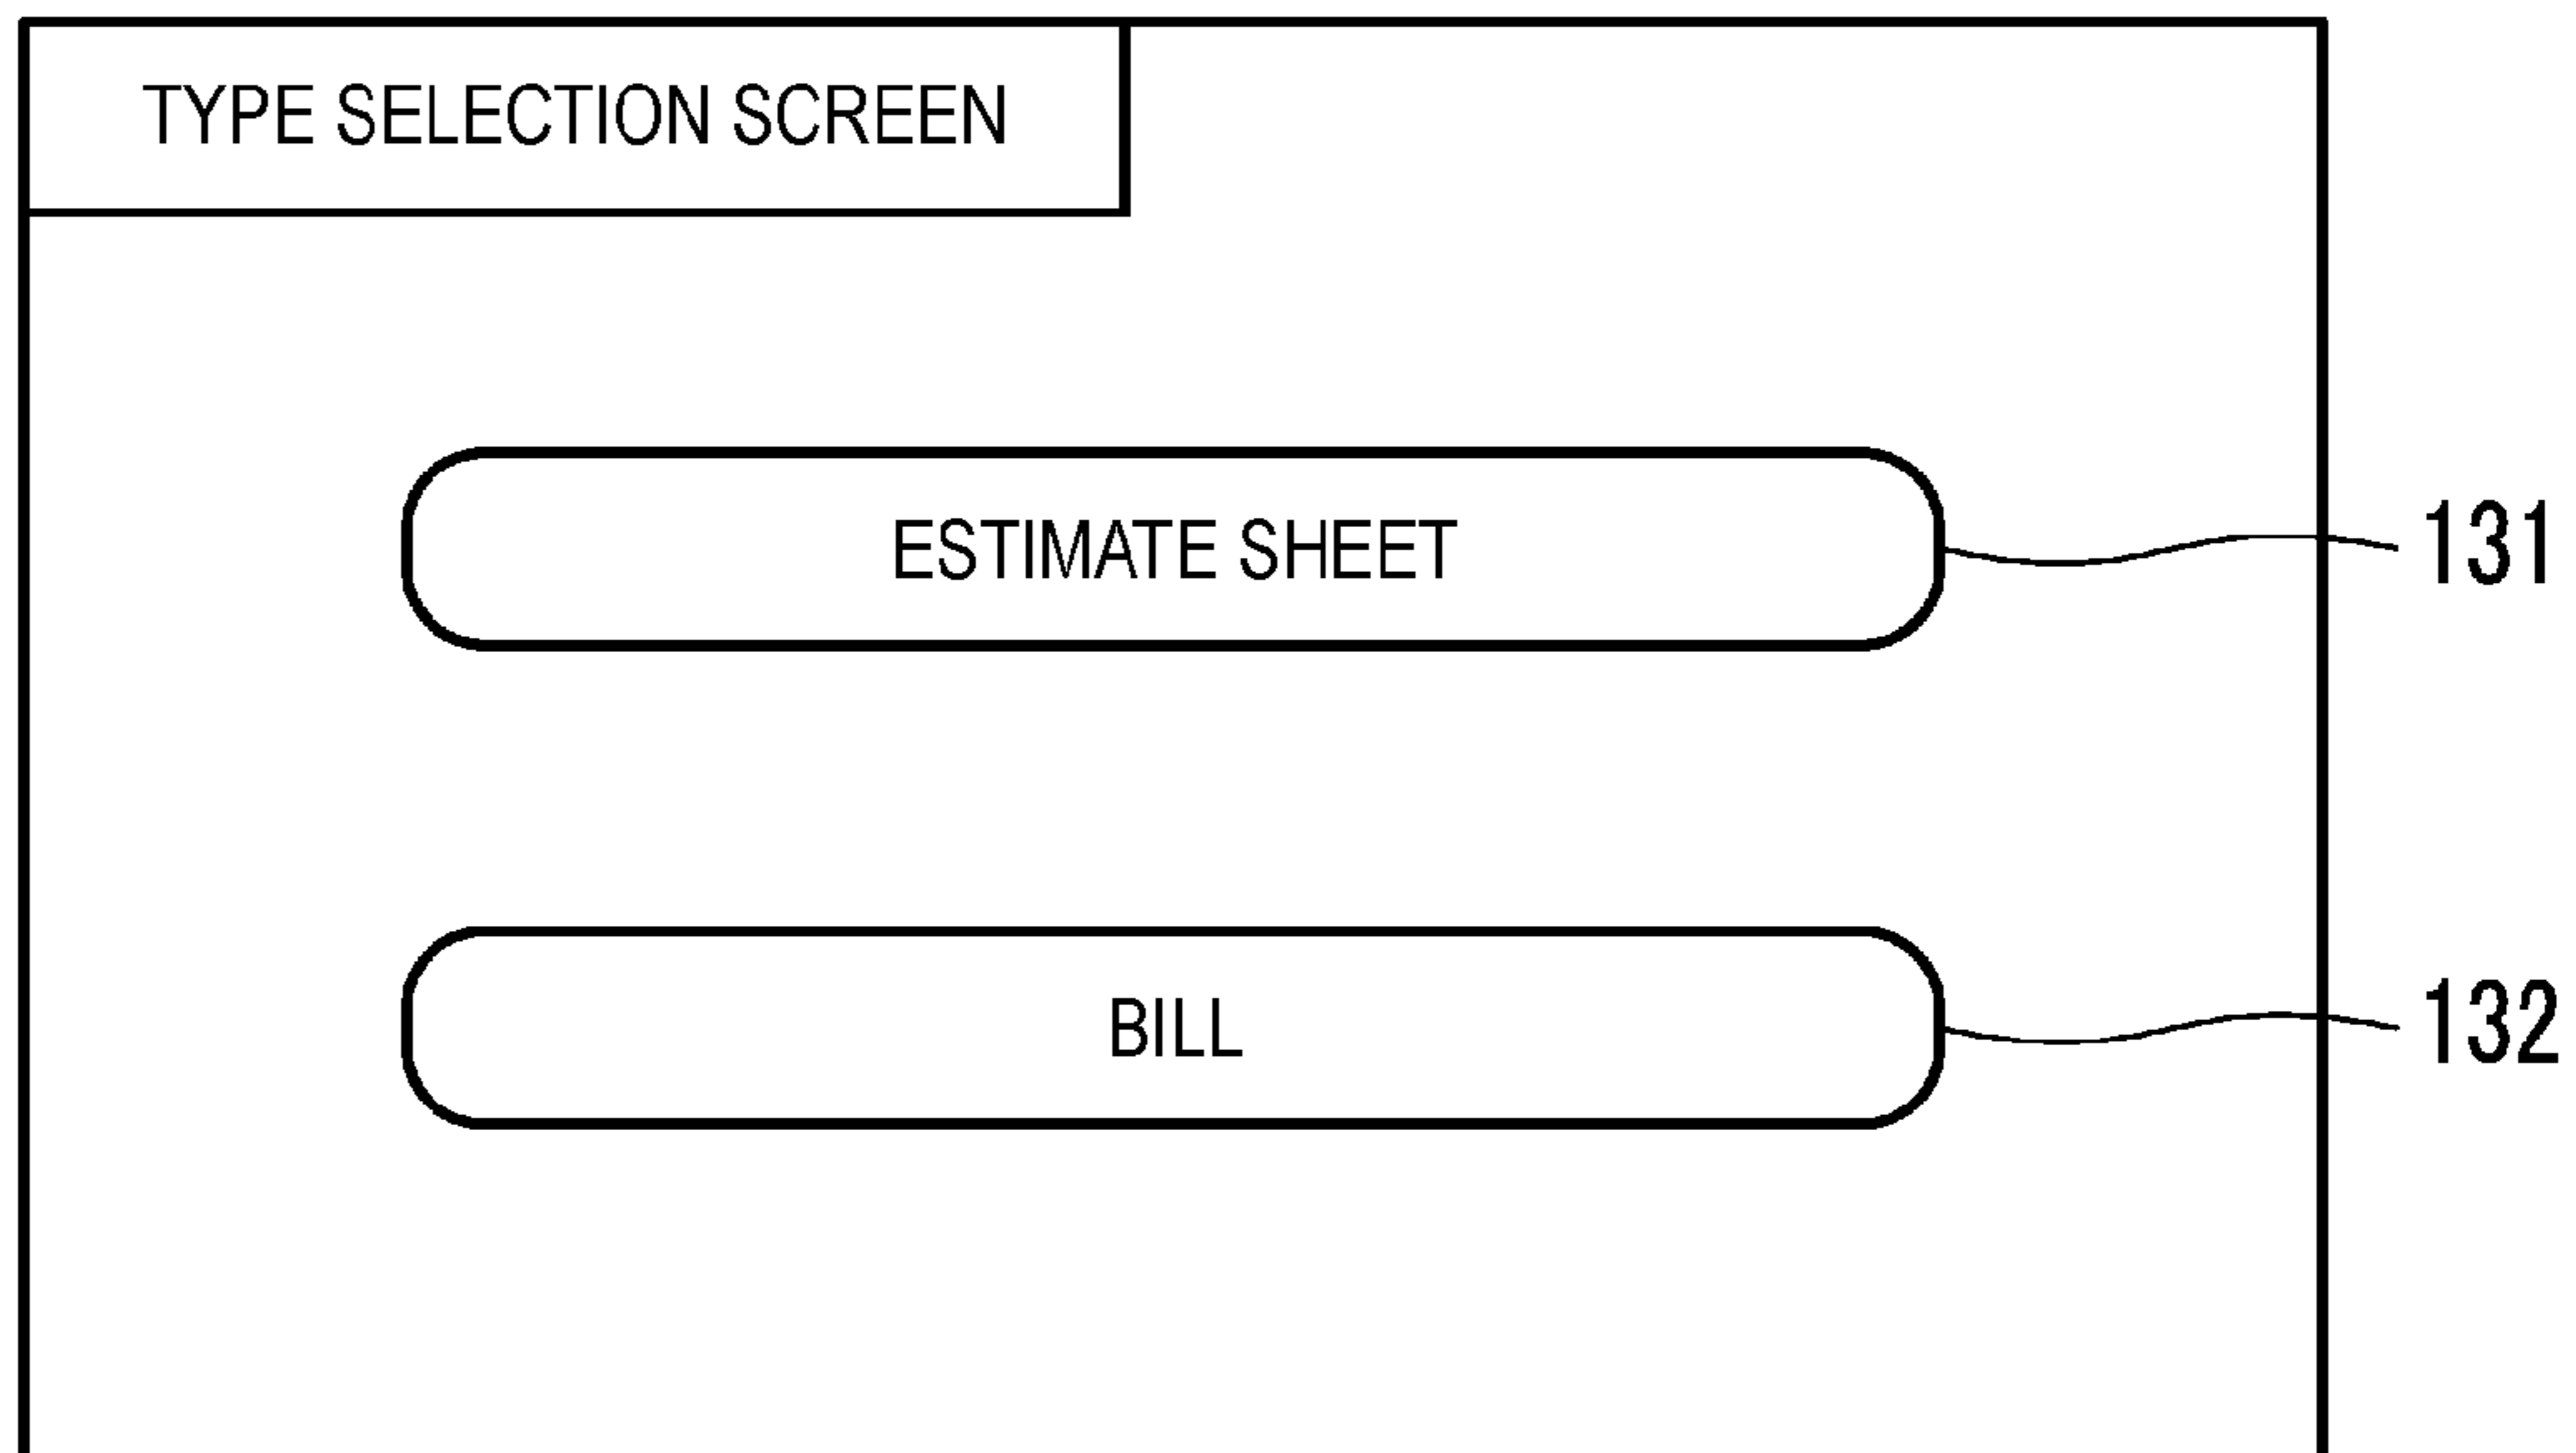 TYPE SELECTION SCREEN
ESTIMATE SHEET
131
BILL
132